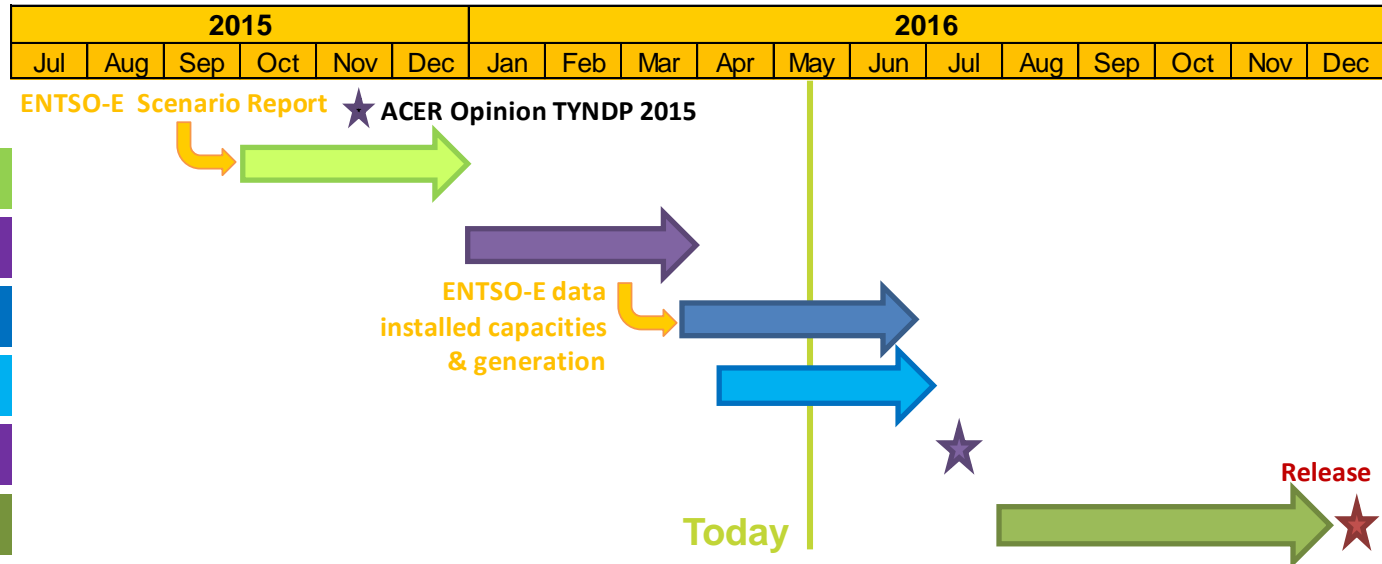 2015 2016
Jul Aug Sep Oct Nov Dec Jan Feb Mar Apr May Jun Jul Aug Sep Oct Nov Dec
ENTSO-E Scenario Report
ACER Opinion TYNDP 2015
ENTSO-E data
installed capacities
& generation
Release
Today